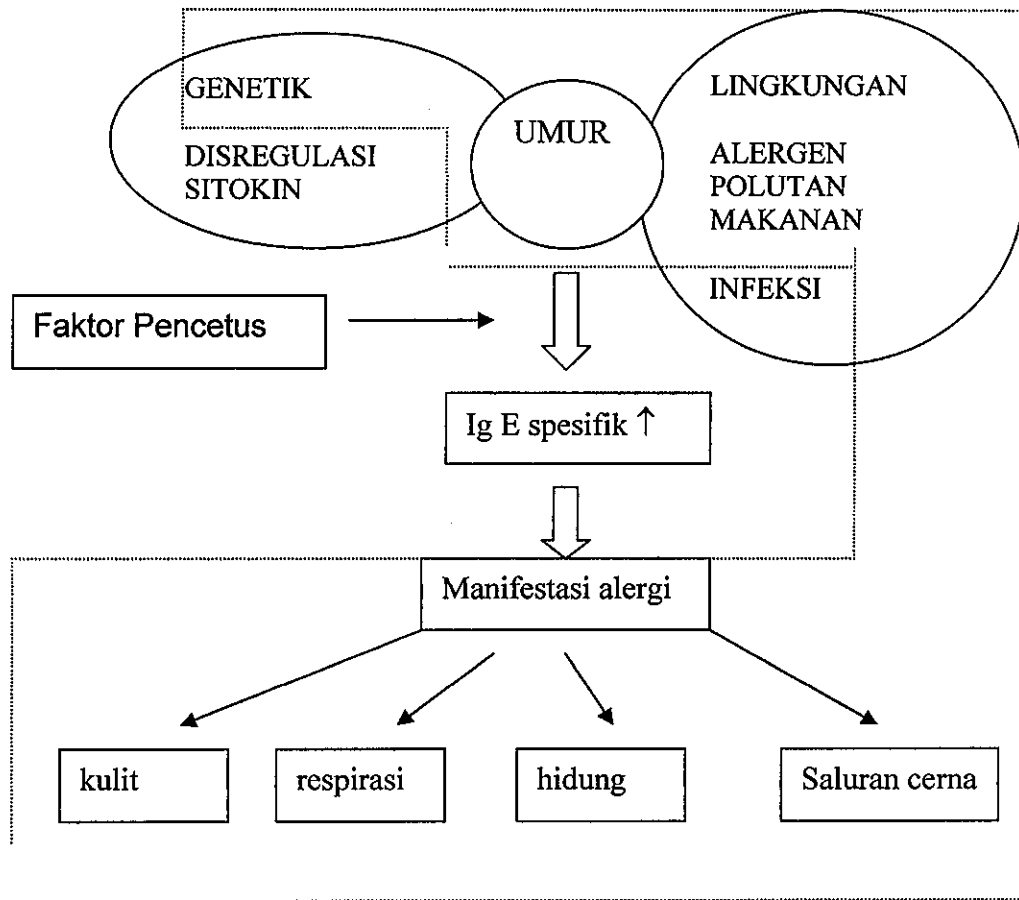 GENETIK
DISREGULASI
SITOKIN
UMUR
LINGKUNGAN
ALERGEN
POLUTAN
MAKANAN
INFEKSI
Faktor Pencetus
Ig E spesifik ↑
Manifestasi alergi
kulit
respirasi
hidung
Saluran cerna